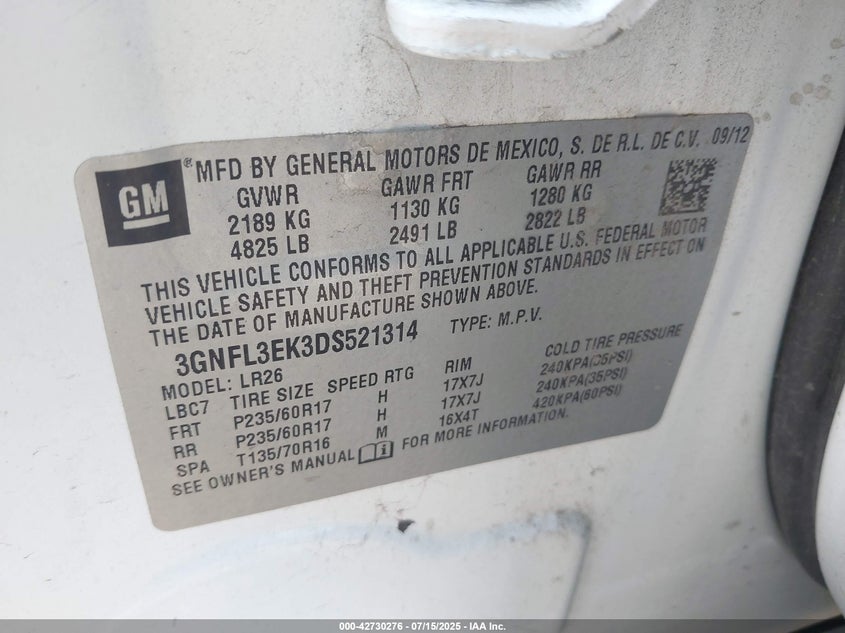 GM
® MFD BY GENERAL MOTORS DE MEXICO, S. DE R.L. DE C.V. 09/12
GVWR GAWR FRT GAWR RR
2189 KG 1130 KG 1280 KG
4825 LB 2491 LB 2822 LB
THIS VEHICLE CONFORMS TO ALL APPLICABLE U.S. FEDERAL MOTOR
VEHICLE SAFETY AND THEFT PREVENTION STANDARDS IN EFFECT ON
THE DATE OF MANUFACTURE SHOWN ABOVE.
3GNFL3EK3DS521314 TYPE: M.P.V.
MODEL: LR26
LBC7 TIRE SIZE SPEED RTG RIM COLD TIRE PRESSURE
FRT P235/60R17 H 17X7J 240KPA(35PSI)
RR P235/60R17 H 17X7J 240KPA(35PSI)
SPA T135/70R16 M 16X4T 420KPA(60PSI)
SEE OWNER'S MANUAL FOR MORE INFORMATION.
000-42730276 - 07/15/2025 - IAA Inc.